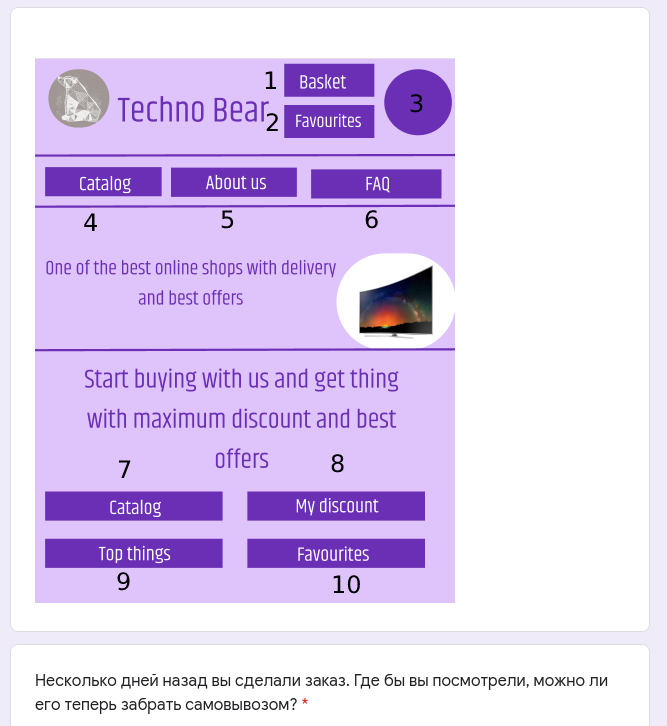 1 Basket
Techno Bear
3
2 Favourites
Catalog About us FAQ
4 5 6
One of the best online shops with delivery
and best offers
Start buying with us and get thing
with maximum discount and best
offers
7 8
Catalog My discount
Top things Favourites
9 10
Несколько дней назад вы сделали заказ. Где бы вы посмотрели, можно ли
его теперь забрать самовывозом? *